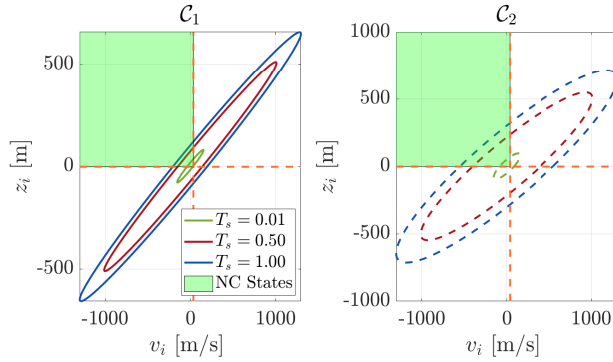 𝒞₁
500
0
-500
-1000
0
1000
z_i [m]
v_i [m/s]
T_s = 0.01
T_s = 0.50
T_s = 1.00
NC States
𝒞₂
1000
500
0
-500
-1000
-1000
0
1000
z_i [m]
v_i [m/s]